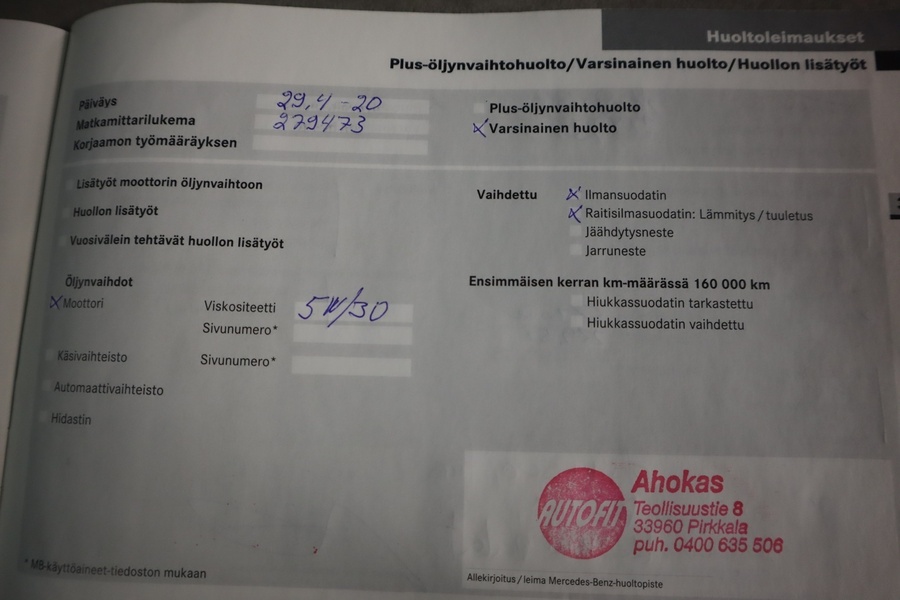 Huoltoleimaukset
Plus-öljynvaihtohuolto/Varsinainen huolto/Huollon lisätyöt
Päiväys 29,4 -20
Matkamittarilukema 279473
Korjaamon työmääräyksen
Plus-öljynvaihtohuolto
X Varsinainen huolto
Lisätyöt moottorin öljynvaihtoon
Huollon lisätyöt
Vuosivälein tehtävät huollon lisätyöt
Vaihdettu X Ilmansuodatin
X Raitisilmasuodatin: Lämmitys / tuuletus
Jäähdytysneste
Jarruneste
Öljynvaihdot
X Moottori Viskositeetti 5W/30
Sivunumero*
Käsivaihteisto Sivunumero*
Automaattivaihteisto
Hidastin
Ensimmäisen kerran km-määrässä 160 000 km
Hiukkassuodatin tarkastettu
Hiukkassuodatin vaihdettu
AUTOFIT
Ahokas
Teollisuustie 8
33960 Pirkkala
puh. 0400 635 506
* MB-käyttöaineet-tiedoston mukaan
Allekirjoitus / leima Mercedes-Benz-huoltopiste